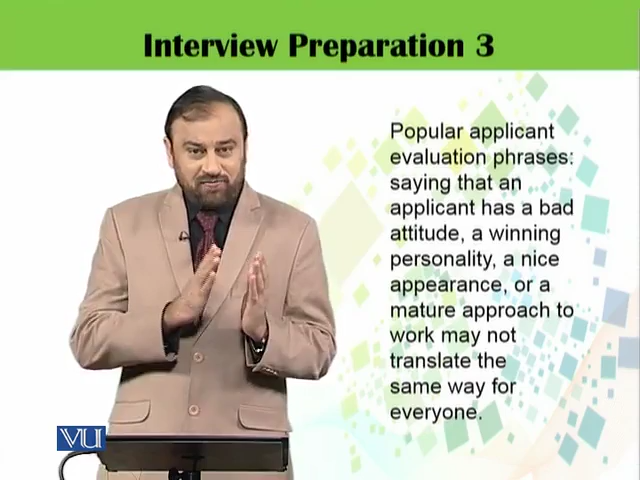 Interview Preparation 3
Popular applicant
evaluation phrases:
saying that an
applicant has a bad
attitude, a winning
personality, a nice
appearance, or a
mature approach to
work may not
translate the
same way for
everyone.
VU